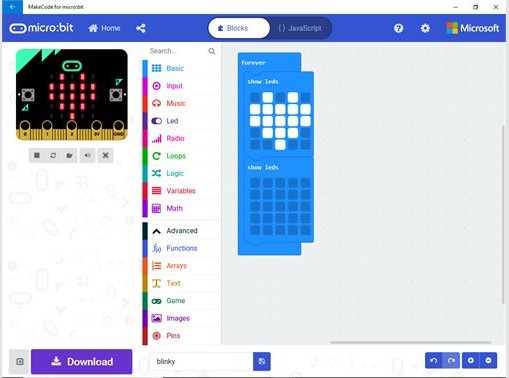 MakeCode for micro:bit
micro:bit
Home
Blocks
{} JavaScript
Microsoft
Search...
Basic
Input
Music
Led
Radio
Loops
Logic
Variables
Math
Advanced
Functions
Arrays
Text
Game
Images
Pins
forever
show leds
show leds
0 1 2 3V GND
Download
blinky